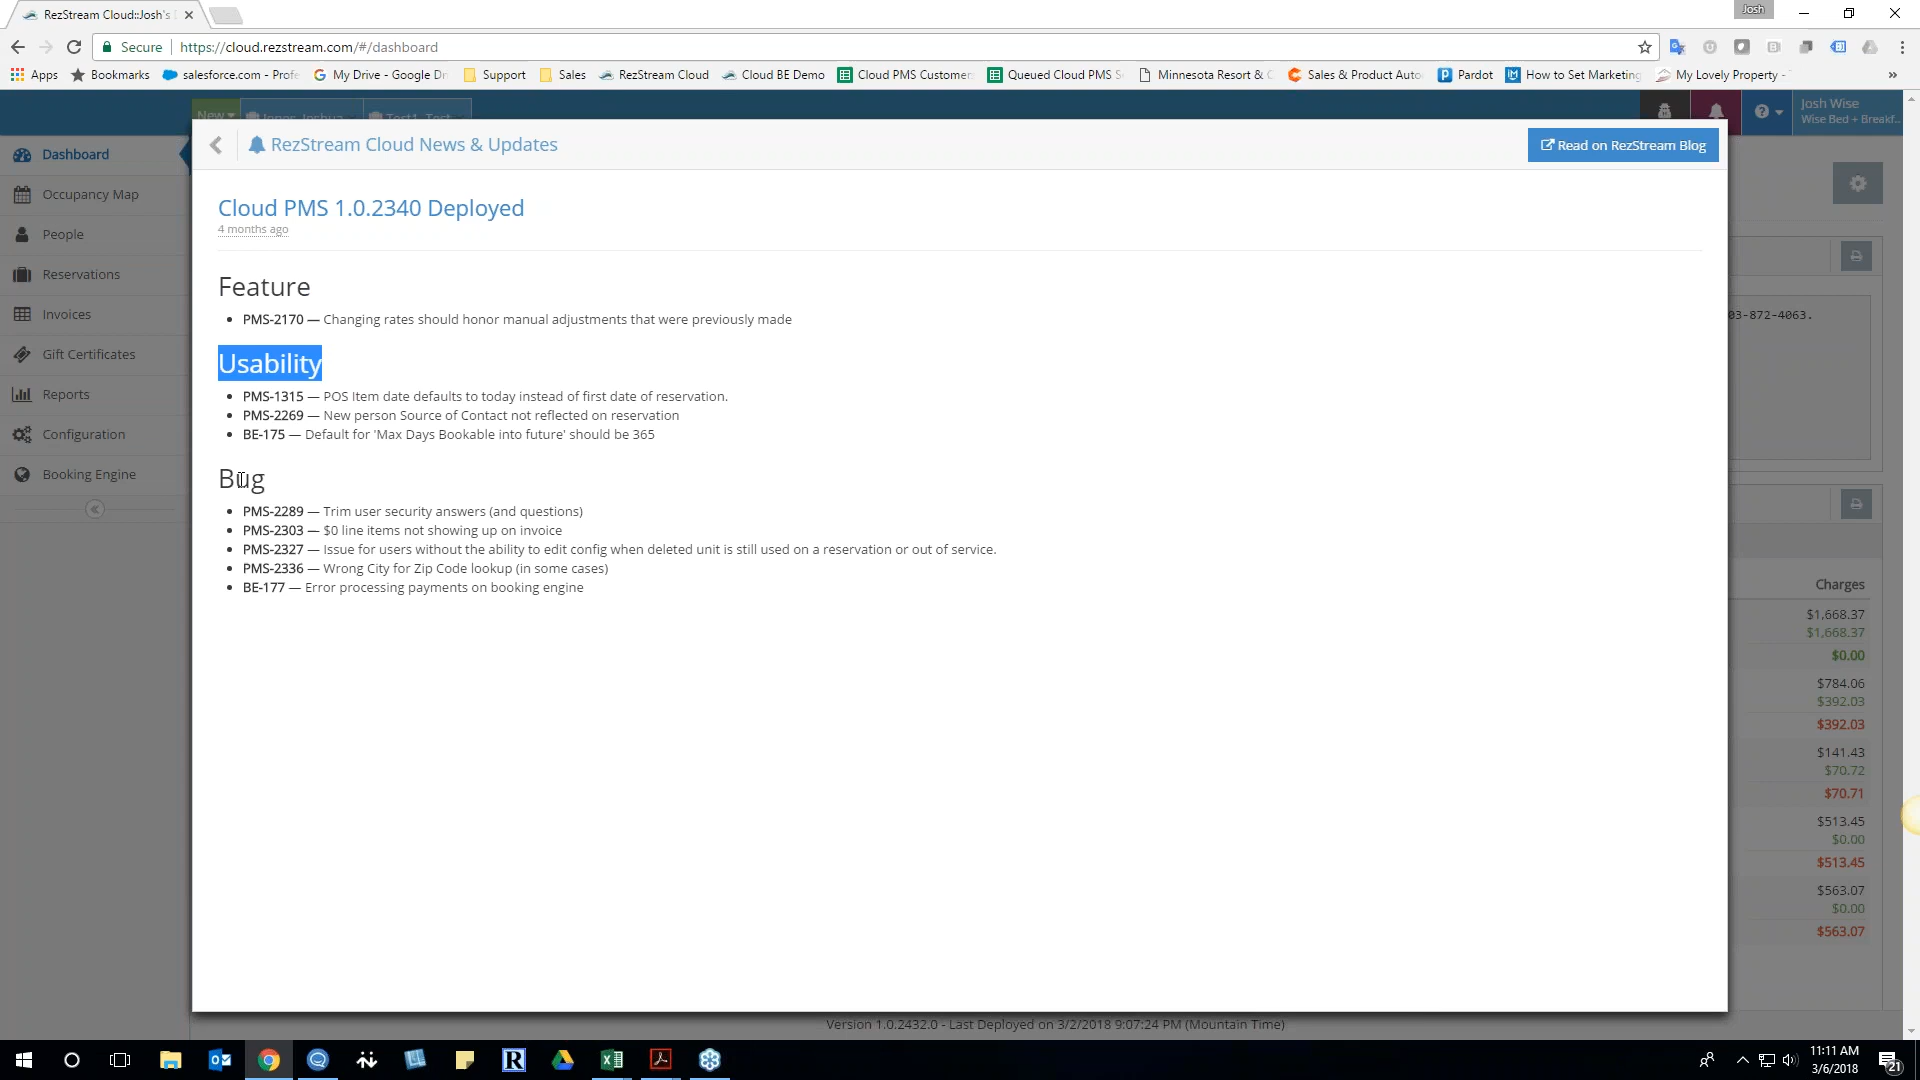 RezStream Cloud::Josh's
Josh
Secure
https://cloud.rezstream.com/#/dashboard
Apps
Bookmarks
salesforce.com - Profe
My Drive - Google Dr
Support
Sales
RezStream Cloud
Cloud BE Demo
Cloud PMS Customer
Queued Cloud PMS S
Minnesota Resort & C
Sales & Product Auto
Pardot
How to Set Marketing
My Lovely Property -
»
New
Jones, Joshua
Test1, Test
Josh Wise
Wise Bed + Breakf...
Dashboard
Occupancy Map
People
Reservations
Invoices
Gift Certificates
Reports
Configuration
Booking Engine
RezStream Cloud News & Updates
Read on RezStream Blog
Cloud PMS 1.0.2340 Deployed
4 months ago
Feature
PMS-2170 — Changing rates should honor manual adjustments that were previously made
Usability
PMS-1315 — POS Item date defaults to today instead of first date of reservation.
PMS-2269 — New person Source of Contact not reflected on reservation
BE-175 — Default for 'Max Days Bookable into future' should be 365
Bug
PMS-2289 — Trim user security answers (and questions)
PMS-2303 — $0 line items not showing up on invoice
PMS-2327 — Issue for users without the ability to edit config when deleted unit is still used on a reservation or out of service.
PMS-2336 — Wrong City for Zip Code lookup (in some cases)
BE-177 — Error processing payments on booking engine
03-872-4063.
Charges
$1,668.37
$1,668.37
$0.00
$784.06
$392.03
$392.03
$141.43
$70.72
$70.71
$513.45
$0.00
$513.45
$563.07
$0.00
$563.07
Version 1.0.2432.0 - Last Deployed on 3/2/2018 9:07:24 PM (Mountain Time)
11:11 AM
3/6/2018
21